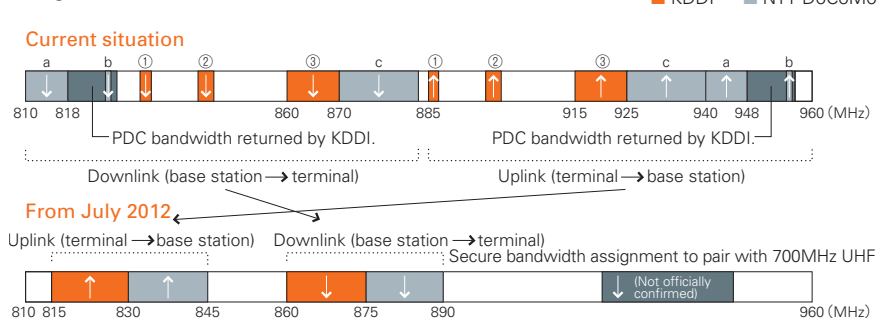 Current situation
a b ① ② ③ c ① ② ③ c a b
810 818 860 870 885 915 925 940 948 960 (MHz)
PDC bandwidth returned by KDDI. PDC bandwidth returned by KDDI.
Downlink (base station → terminal) Uplink (terminal → base station)
From July 2012
Uplink (terminal → base station) Downlink (base station → terminal)
Secure bandwidth assignment to pair with 700MHz UHF
(Not officially
confirmed)
810 815 830 845 860 875 890 960 (MHz)